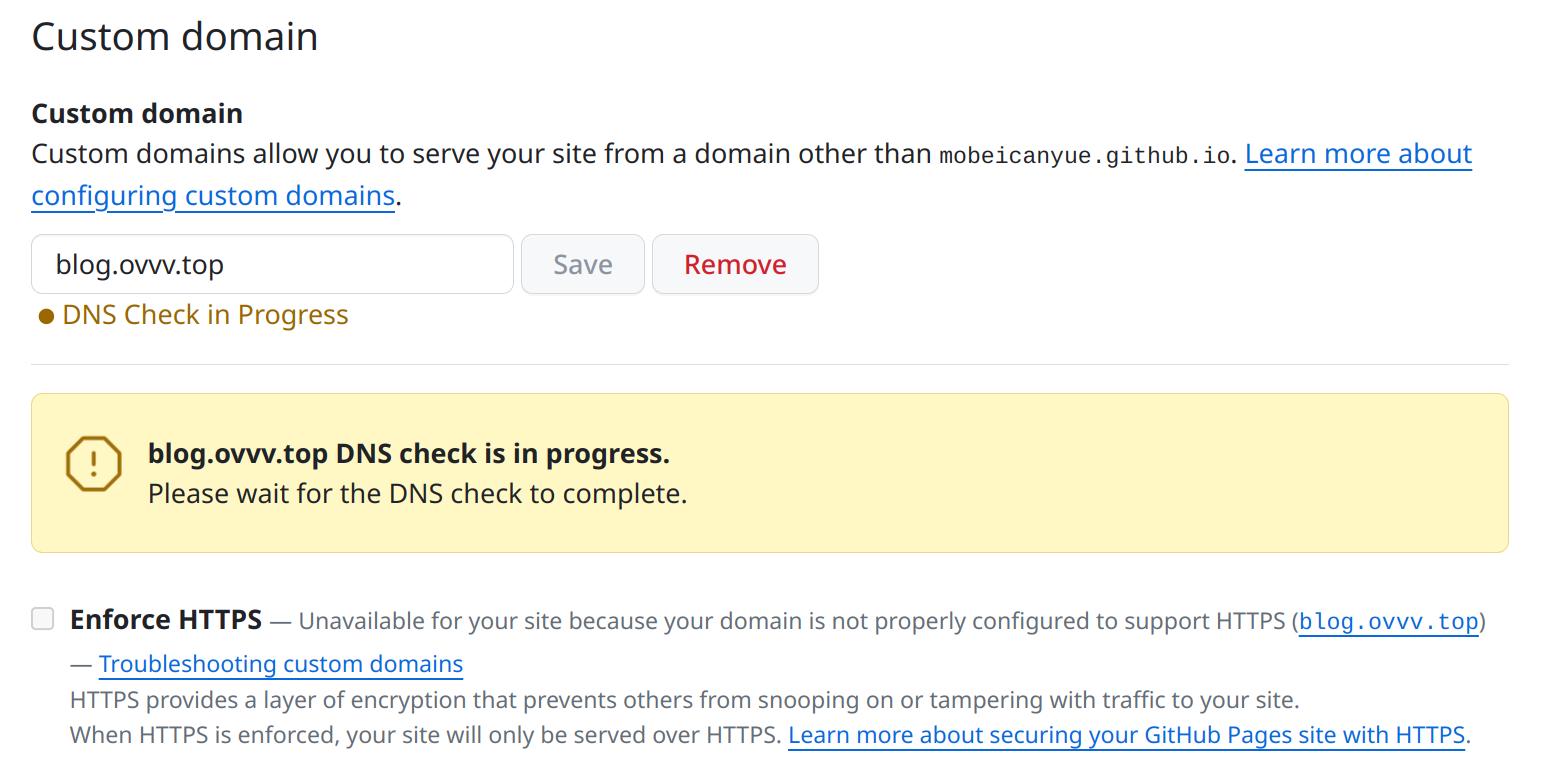 Custom domain
Custom domain
Custom domains allow you to serve your site from a domain other than mobeicanyue.github.io. Learn more about
configuring custom domains.
blog.ovvv.top Save Remove
DNS Check in Progress
blog.ovvv.top DNS check is in progress.
Please wait for the DNS check to complete.
Enforce HTTPS — Unavailable for your site because your domain is not properly configured to support HTTPS (blog.ovvv.top)
— Troubleshooting custom domains
HTTPS provides a layer of encryption that prevents others from snooping on or tampering with traffic to your site.
When HTTPS is enforced, your site will only be served over HTTPS. Learn more about securing your GitHub Pages site with HTTPS.